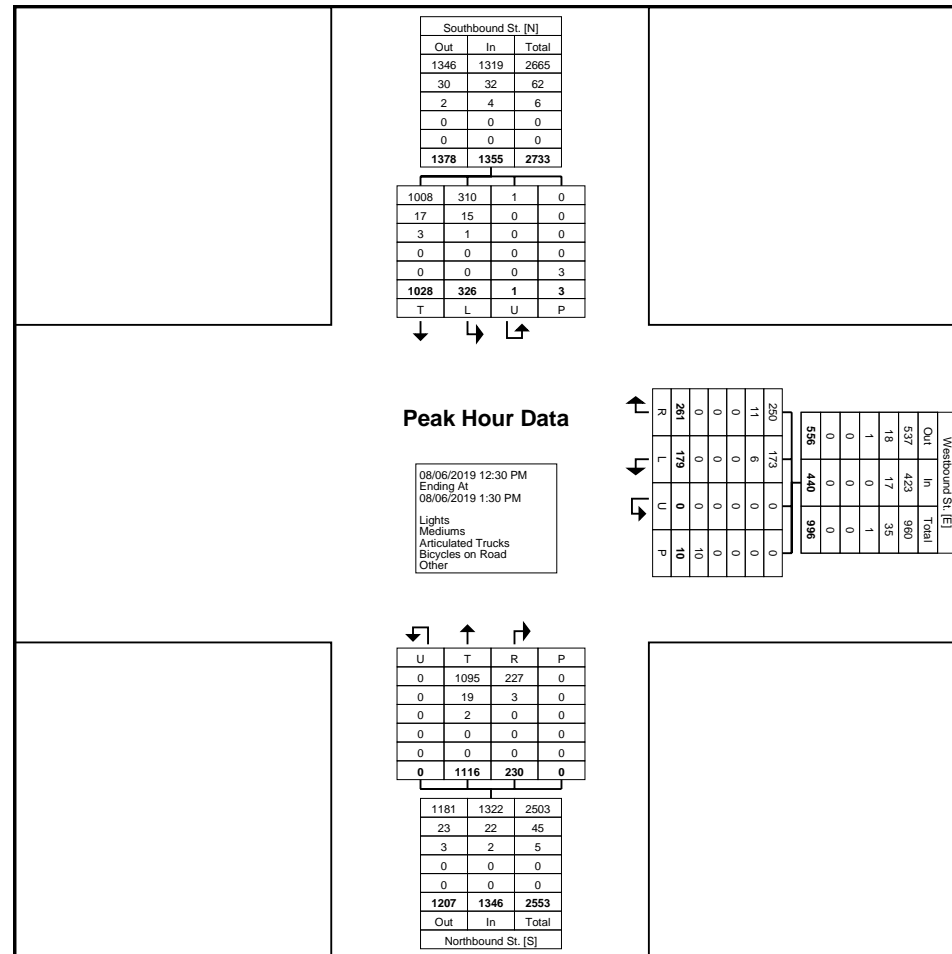 Southbound St. [N]
Out In Total
1346 1319 2665
30 32 62
2 4 6
0 0 0
0 0 0
1378 1355 2733
1008 310 1 0
17 15 0 0
3 1 0 0
0 0 0 0
0 0 0 3
1028 326 1 3
T L U P
Peak Hour Data
08/06/2019 12:30 PM
Ending At
08/06/2019 1:30 PM
Lights
Mediums
Articulated Trucks
Bicycles on Road
Other
Westbound St. [E]
Out In Total
537 423 960
18 17 35
1 0 1
0 0 0
0 0 0
556 440 996
250 173 0 0
11 6 0 0
0 0 0 0
0 0 0 0
0 0 0 10
261 179 0 10
R L U P
U T R P
0 1095 227 0
0 19 3 0
0 2 0 0
0 0 0 0
0 0 0 0
0 1116 230 0
1181 1322 2503
23 22 45
3 2 5
0 0 0
0 0 0
1207 1346 2553
Out In Total
Northbound St. [S]